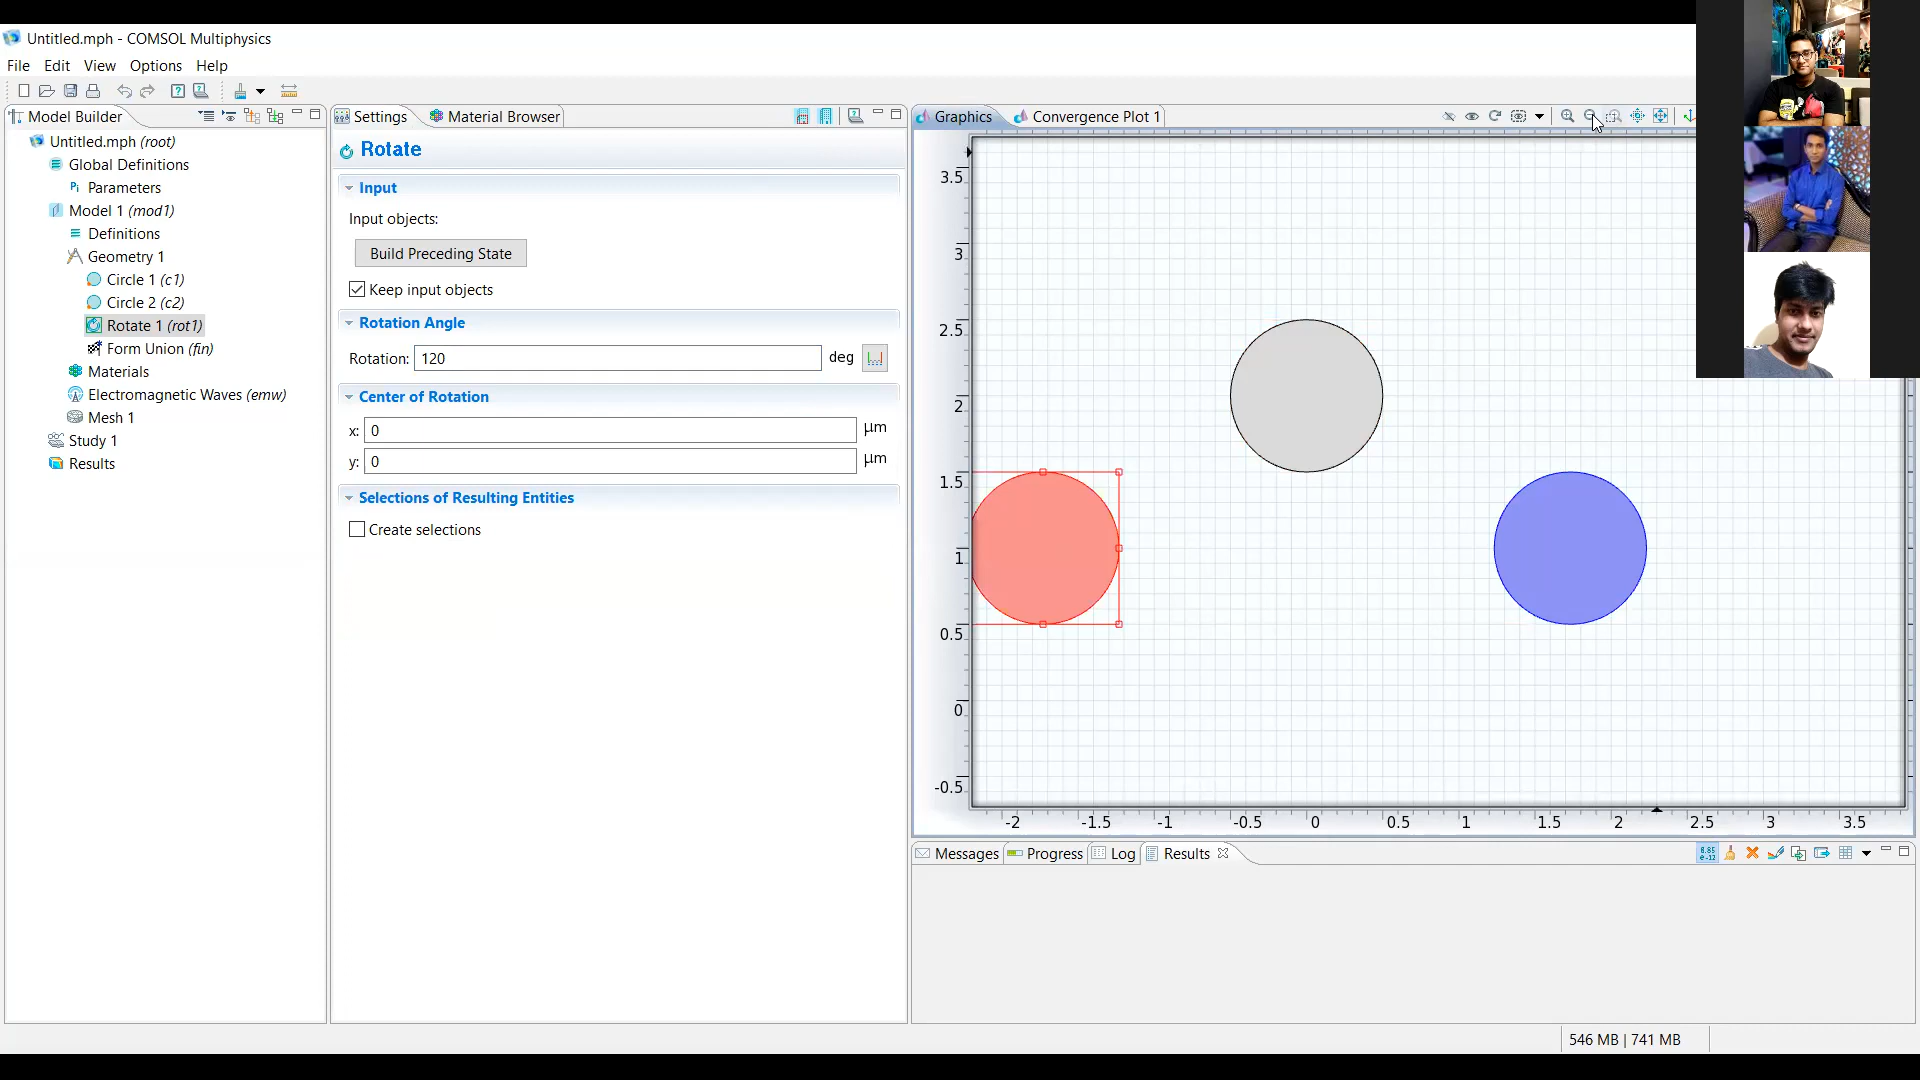 Untitled.mph - COMSOL Multiphysics
File Edit View Options Help
Model Builder
Untitled.mph (root)
Global Definitions
Pi Parameters
Model 1 (mod1)
Definitions
Geometry 1
Circle 1 (c1)
Circle 2 (c2)
Rotate 1 (rot1)
Form Union (fin)
Materials
Electromagnetic Waves (emw)
Mesh 1
Study 1
Results
Settings Material Browser
Rotate
Input
Input objects:
Build Preceding State
Keep input objects
Rotation Angle
Rotation: 120 deg
Center of Rotation
x: 0 µm
y: 0 µm
Selections of Resulting Entities
Create selections
Graphics Convergence Plot 1
3.5
3
2.5
2
1.5
1
0.5
0
-0.5
-2 -1.5 -1 -0.5 0 0.5 1 1.5 2 2.5 3 3.5
Messages Progress Log Results
8.85
e-12
546 MB | 741 MB